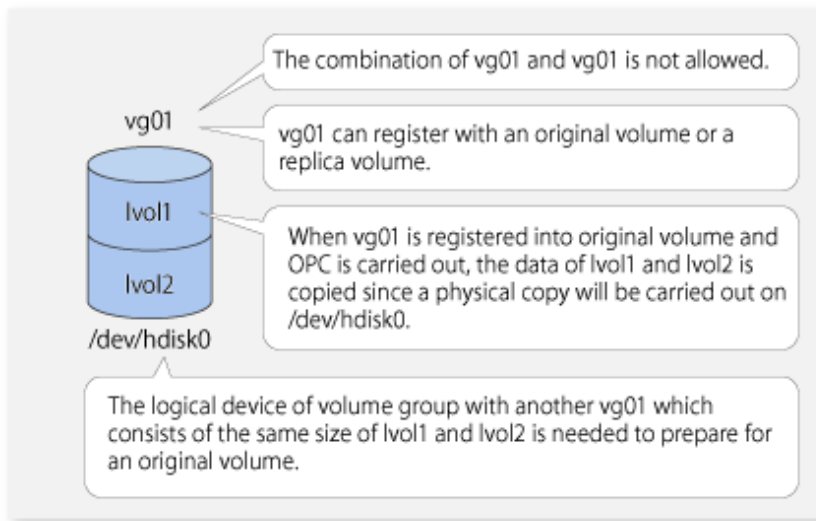 The combination of vg01 and vg01 is not allowed.
vg01
vg01 can register with an original volume or a
replica volume.
lvol1
When vg01 is registered into original volume and
OPC is carried out, the data of lvol1 and lvol2 is
copied since a physical copy will be carried out on
/dev/hdisk0.
lvol2
/dev/hdisk0
The logical device of volume group with another vg01 which
consists of the same size of lvol1 and lvol2 is needed to prepare for
an original volume.